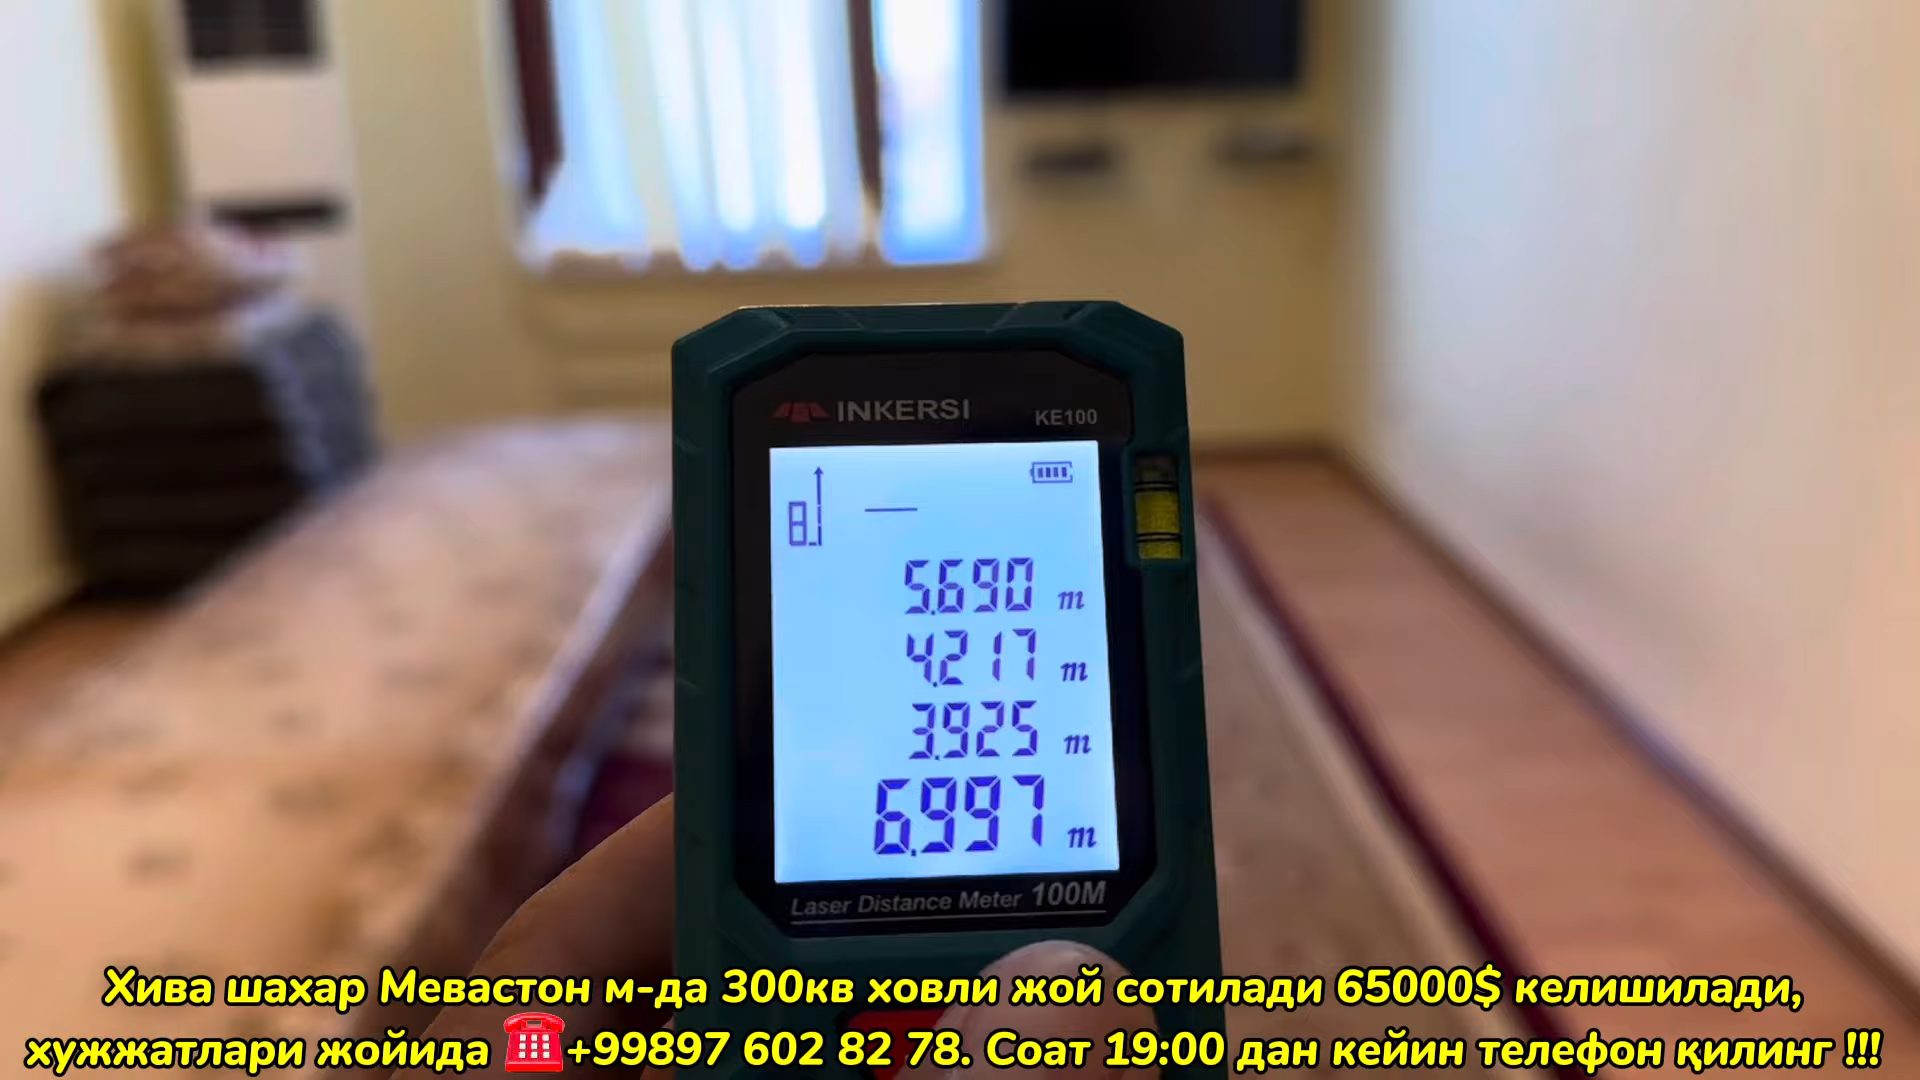 INKERSI
KE100
5.690 m
4.217 m
3.925 m
6.997 m
Laser Distance Meter 100M
Хива шахар Мевастон м-да 300кв ховли жой сотилади 65000$ келишилади,
хужжатлари жойида ☎️+99897 602 82 78. Соат 19:00 дан кейин телефон қилинг !!!